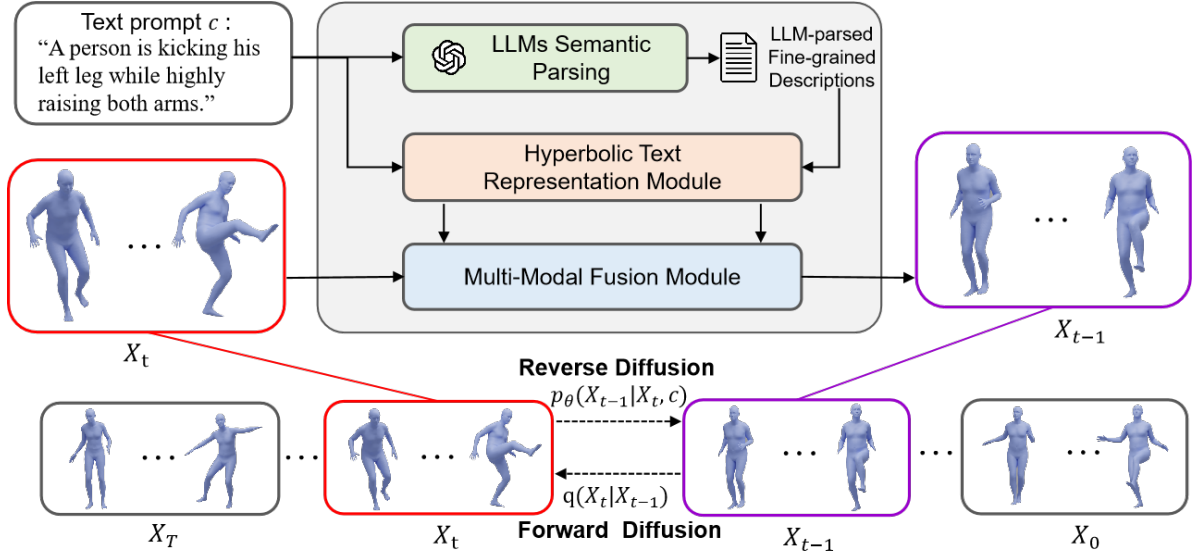 Text prompt c :
“A person is kicking his
left leg while highly
raising both arms.”
LLMs Semantic
Parsing
LLM-parsed
Fine-grained
Descriptions
Hyperbolic Text
Representation Module
Multi-Modal Fusion Module
...
...
X_t
X_{t−1}
Reverse Diffusion
p_θ(X_{t−1}|X_t, c)
...
...
...
...
...
...
q(X_t|X_{t−1})
Forward Diffusion
X_T
X_t
X_{t−1}
X_0